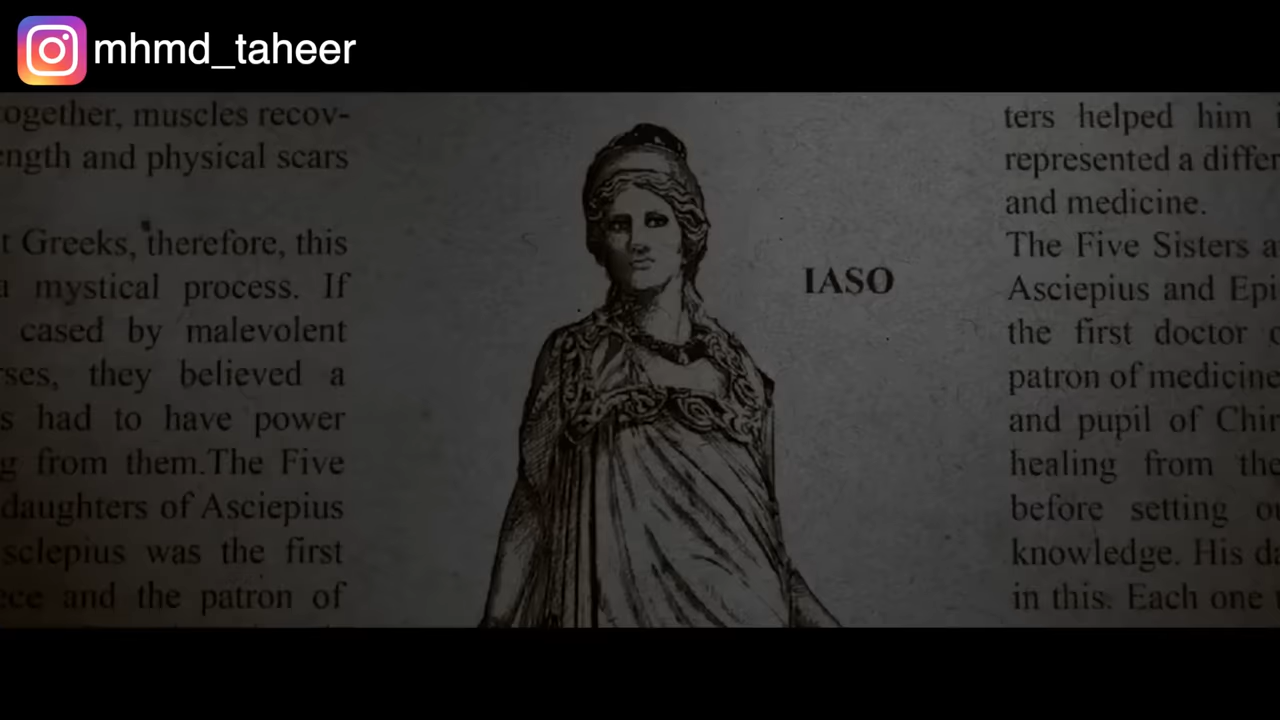 mhmd_taheer
ogether, muscles recov-
ength and physical scars
t Greeks, therefore, this
mystical process. If
cased by malevolent
ses, they believed a
s had to have power
g from them.The Five
daughters of Asciepius
sclepius was the first
ece and the patron of
IASO
ters helped him
represented a differ
and medicine.
The Five Sisters a
Asciepius and Epi
the first doctor
patron of medicine
and pupil of Chir
healing from the
before setting
knowledge. His da
in this. Each one